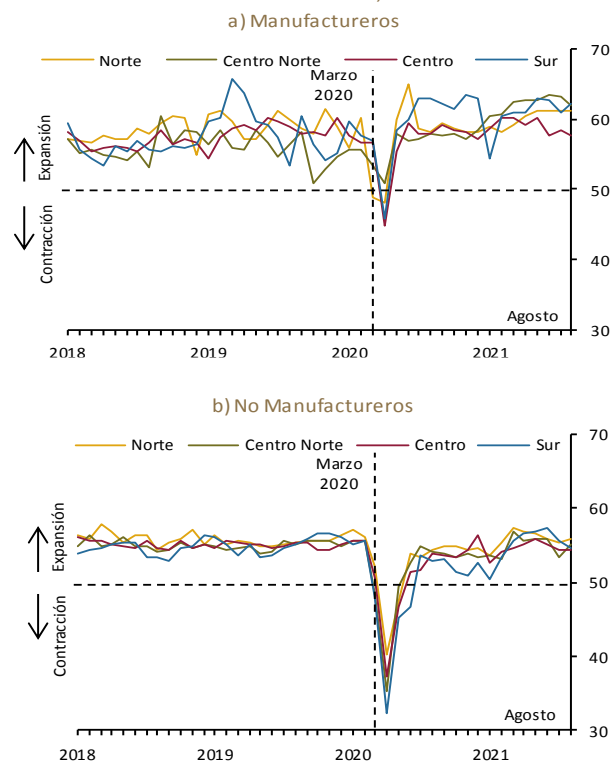 a) Manufactureros
Norte Centro Norte Centro Sur
Marzo
2020
70
60
50
40
30
Expansión
Contracción
Agosto
2018 2019 2020 2021
b) No Manufactureros
Norte Centro Norte Centro Sur
Marzo
2020
70
60
50
40
30
Expansión
Contracción
Agosto
2018 2019 2020 2021